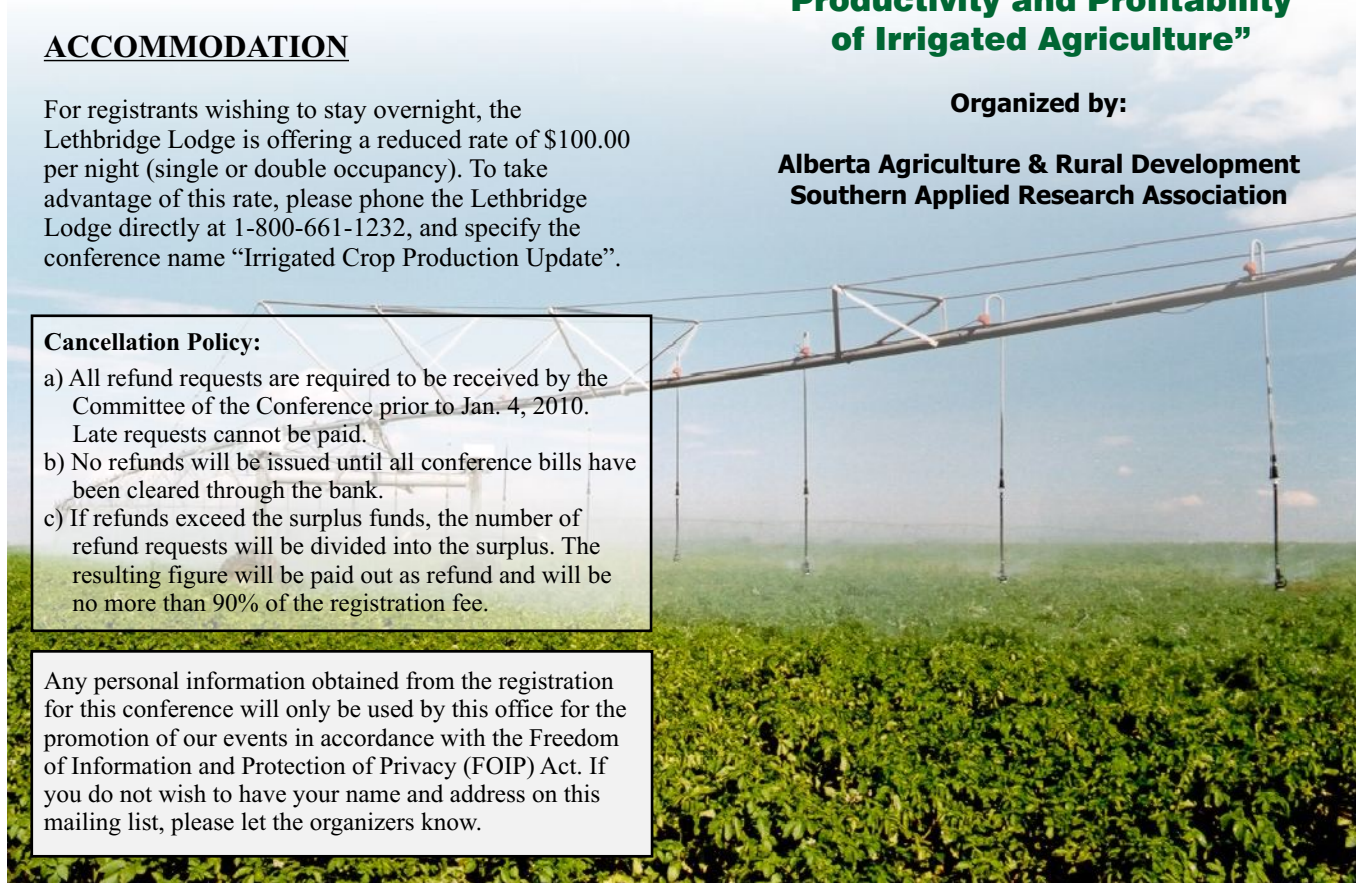 ACCOMMODATION
For registrants wishing to stay overnight, the
Lethbridge Lodge is offering a reduced rate of $100.00
per night (single or double occupancy). To take
advantage of this rate, please phone the Lethbridge
Lodge directly at 1-800-661-1232, and specify the
conference name “Irrigated Crop Production Update”.
Cancellation Policy:
a) All refund requests are required to be received by the
Committee of the Conference prior to Jan. 4, 2010.
Late requests cannot be paid.
b) No refunds will be issued until all conference bills have
been cleared through the bank.
c) If refunds exceed the surplus funds, the number of
refund requests will be divided into the surplus. The
resulting figure will be paid out as refund and will be
no more than 90% of the registration fee.
Any personal information obtained from the registration
for this conference will only be used by this office for the
promotion of our events in accordance with the Freedom
of Information and Protection of Privacy (FOIP) Act. If
you do not wish to have your name and address on this
mailing list, please let the organizers know.
Productivity and Profitability
of Irrigated Agriculture”
Organized by:
Alberta Agriculture & Rural Development
Southern Applied Research Association